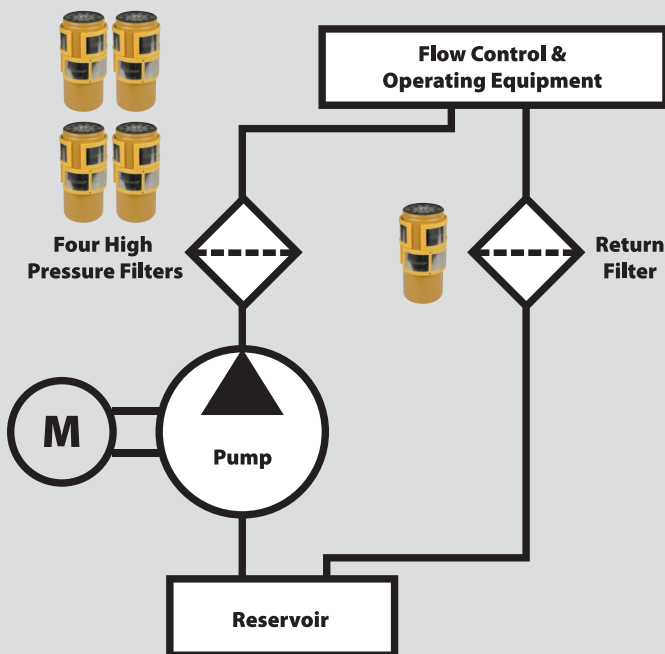 Flow Control &
Operating Equipment
Four High
Pressure Filters
Return
Filter
M
Pump
Reservoir